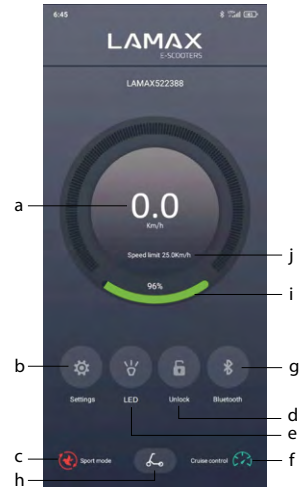 6:45
LAMAX
E-SCOOTERS
LAMAX522388
a
0.0
Km/h
Speed limit 25.0Km/h
j
96%
i
b
g
Settings
LED
Unlock
Bluetooth
d
e
c
Sport mode
Cruise control
f
h